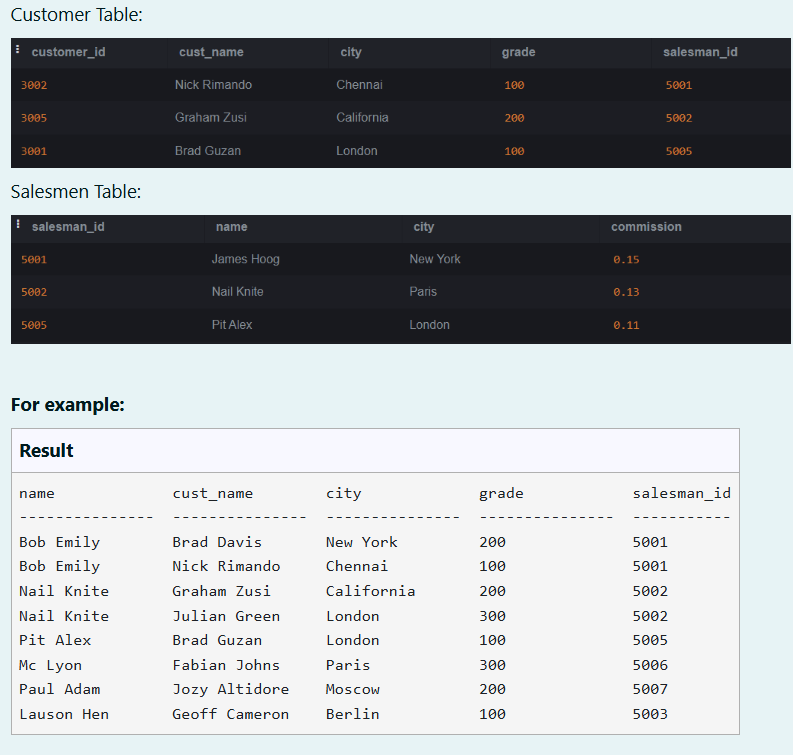 Customer Table:
customer_id cust_name city grade salesman_id
3002 Nick Rimando Chennai 100 5001
3005 Graham Zusi California 200 5002
3001 Brad Guzan London 100 5005
Salesmen Table:
salesman_id name city commission
5001 James Hoog New York 0.15
5002 Nail Knite Paris 0.13
5005 Pit Alex London 0.11
For example:
Result
name cust_name city grade salesman_id
--------------- --------------- --------------- --------------- -----------
Bob Emily Brad Davis New York 200 5001
Bob Emily Nick Rimando Chennai 100 5001
Nail Knite Graham Zusi California 200 5002
Nail Knite Julian Green London 300 5002
Pit Alex Brad Guzan London 100 5005
Mc Lyon Fabian Johns Paris 300 5006
Paul Adam Jozy Altidore Moscow 200 5007
Lauson Hen Geoff Cameron Berlin 100 5003